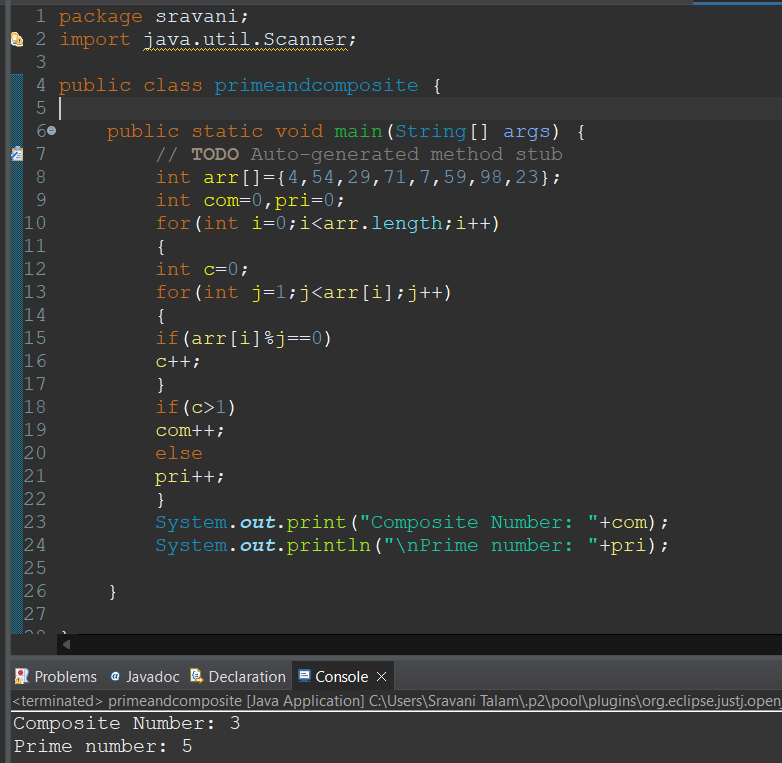 1 package sravani;
2 import java.util.Scanner;
3
4 public class primeandcomposite {
5
6 public static void main(String[] args) {
7 // TODO Auto-generated method stub
8 int arr[]={4,54,29,71,7,59,98,23};
9 int com=0,pri=0;
10 for(int i=0;i<arr.length;i++)
11 {
12 int c=0;
13 for(int j=1;j<arr[i];j++)
14 {
15 if(arr[i]%j==0)
16 c++;
17 }
18 if(c>1)
19 com++;
20 else
21 pri++;
22 }
23 System.out.print("Composite Number: "+com);
24 System.out.println("\nPrime number: "+pri);
25
26 }
27
Problems @ Javadoc Declaration Console
<terminated> primeandcomposite [Java Application] C:\Users\Sravani Talam\.p2\pool\plugins\org.eclipse.justj.open
Composite Number: 3
Prime number: 5